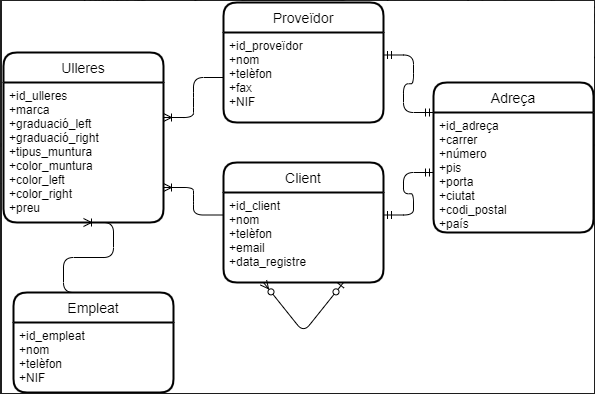 Proveïdor
+id_proveïdor
+nom
+telèfon
+fax
+NIF
Ulleres
+id_ulleres
+marca
+graduació_left
+graduació_right
+tipus_muntura
+color_muntura
+color_left
+color_right
+preu
Adreça
+id_adreça
+carrer
+número
+pis
+porta
+ciutat
+codi_postal
+país
Client
+id_client
+nom
+telèfon
+email
+data_registre
Empleat
+id_empleat
+nom
+telèfon
+NIF